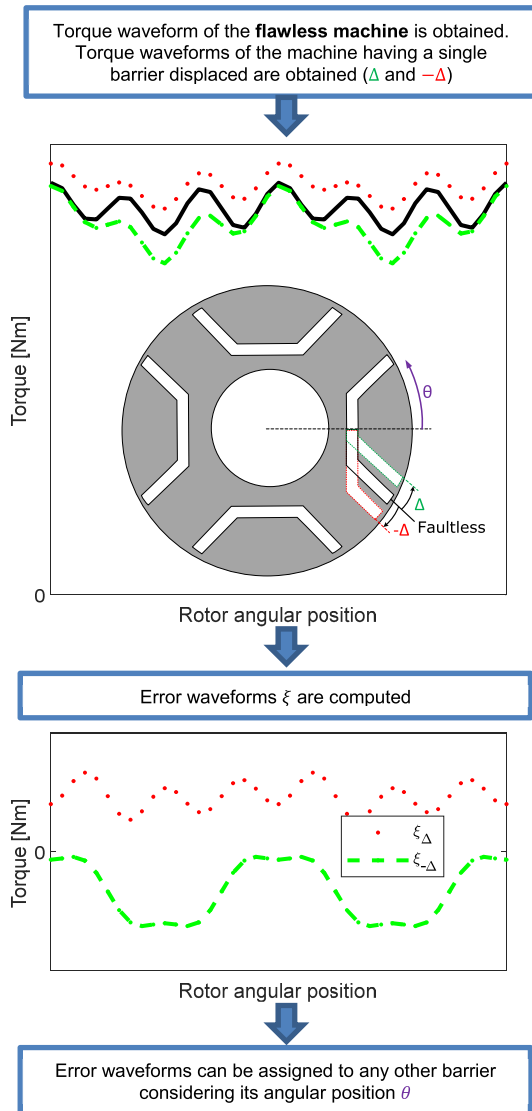 Torque waveform of the flawless machine is obtained.
Torque waveforms of the machine having a single
barrier displaced are obtained (Δ and −Δ)
Torque [Nm]
θ
Δ
Faultless
-Δ
0
Rotor angular position
Error waveforms ξ are computed
Torque [Nm]
0
ξΔ
ξ-Δ
Rotor angular position
Error waveforms can be assigned to any other barrier
considering its angular position θ